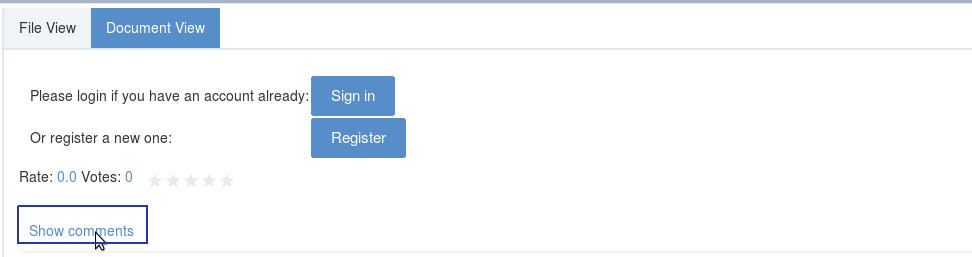 File View Document View
Please login if you have an account already: Sign in
Or register a new one: Register
Rate: 0.0 Votes: 0
Show comments